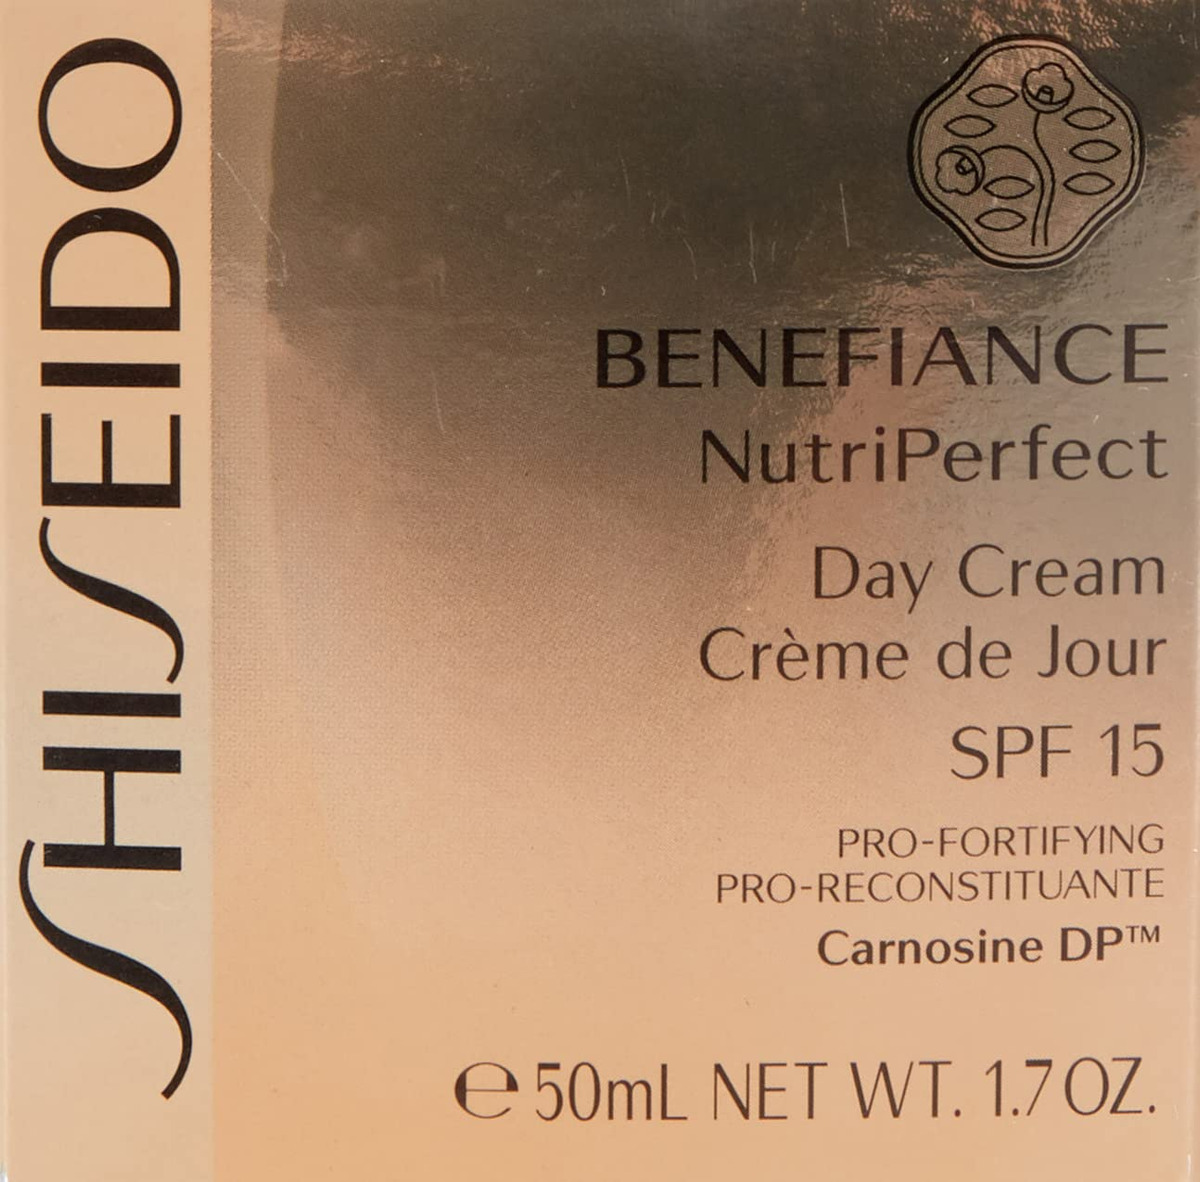 SHISEIDO
BENEFIANCE
NutriPerfect
Day Cream
Crème de Jour
SPF 15
PRO-FORTIFYING
PRO-RECONSTITUANTE
Carnosine DP™
℮ 50mL NET WT. 1.7 OZ.